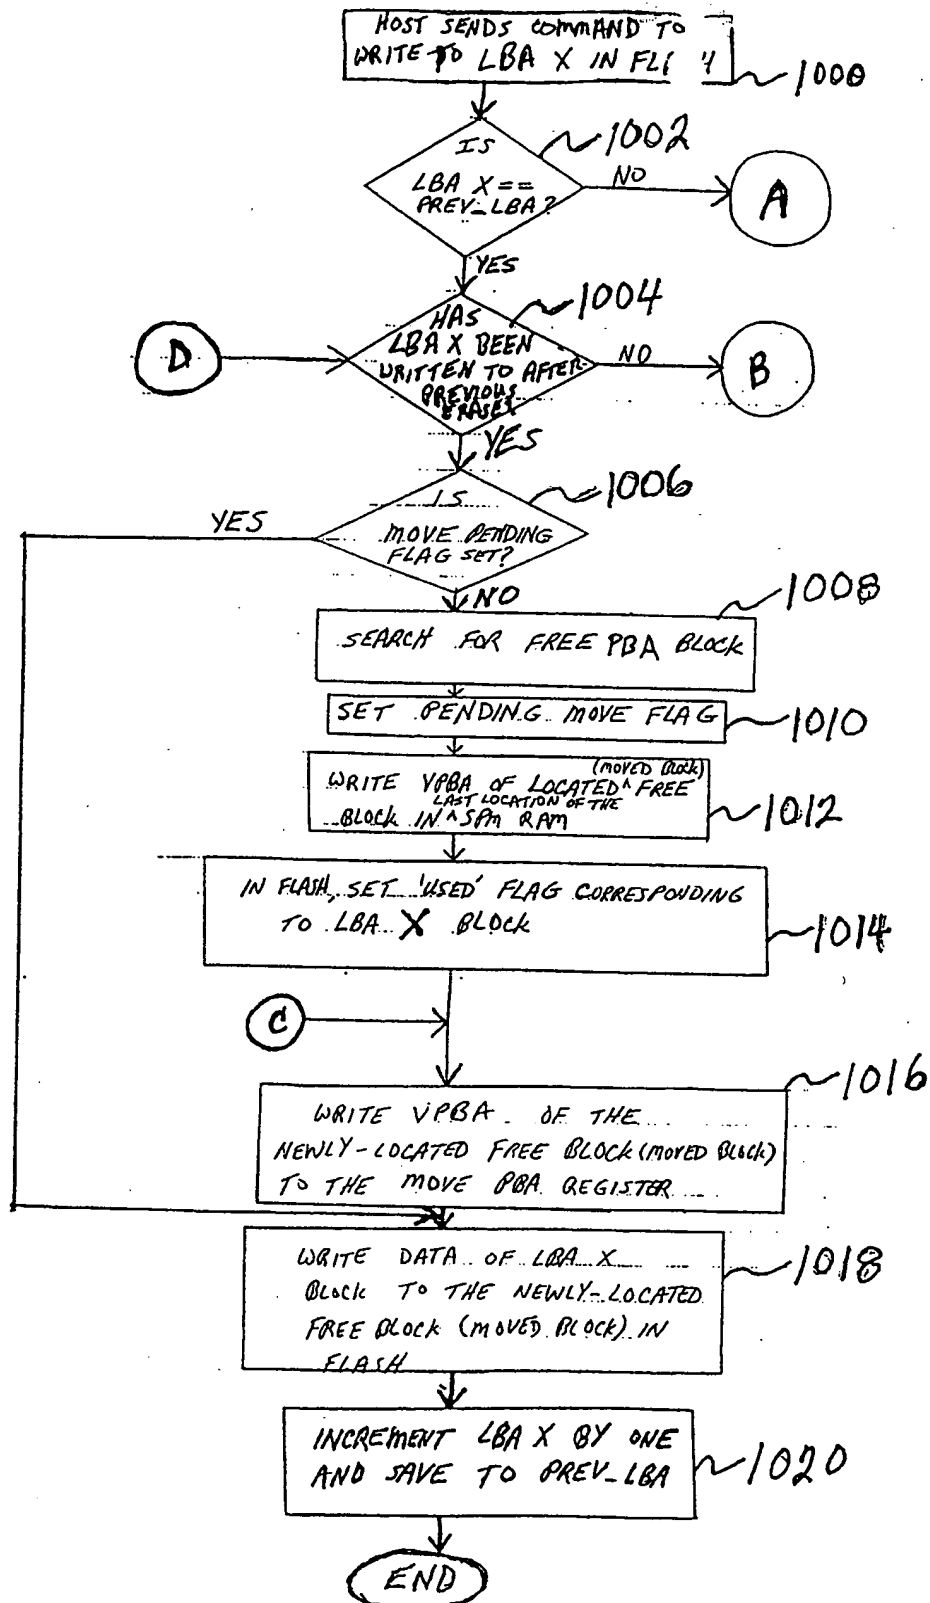 HOST SENDS COMMAND TO
WRITE TO LBA X IN
1000
IS
LBA X ==
PREV_LBA?
1002
NO
A
YES
D
HAS
LBA X BEEN
WRITTEN TO AFTER
PREVIOUS
ERASE?
1004
NO
B
YES
IS
MOVE PENDING
FLAG SET?
1006
YES
NO
SEARCH FOR FREE PBA BLOCK
1008
SET PENDING MOVE FLAG
1010
(MOVED BLOCK)
WRITE VPBA OF LOCATED ^ FREE
LAST LOCATION OF THE
BLOCK IN ^ SPM RAM
1012
IN FLASH, SET 'USED' FLAG CORRESPONDING
TO LBA X BLOCK
1014
C
WRITE VPBA OF THE
NEWLY-LOCATED FREE BLOCK (MOVED BLOCK)
TO THE MOVE PBA REGISTER
1016
WRITE DATA OF LBA X
BLOCK TO THE NEWLY-LOCATED
FREE BLOCK (MOVED BLOCK) IN
FLASH
1018
INCREMENT LBA X BY ONE
AND SAVE TO PREV_LBA
1020
END